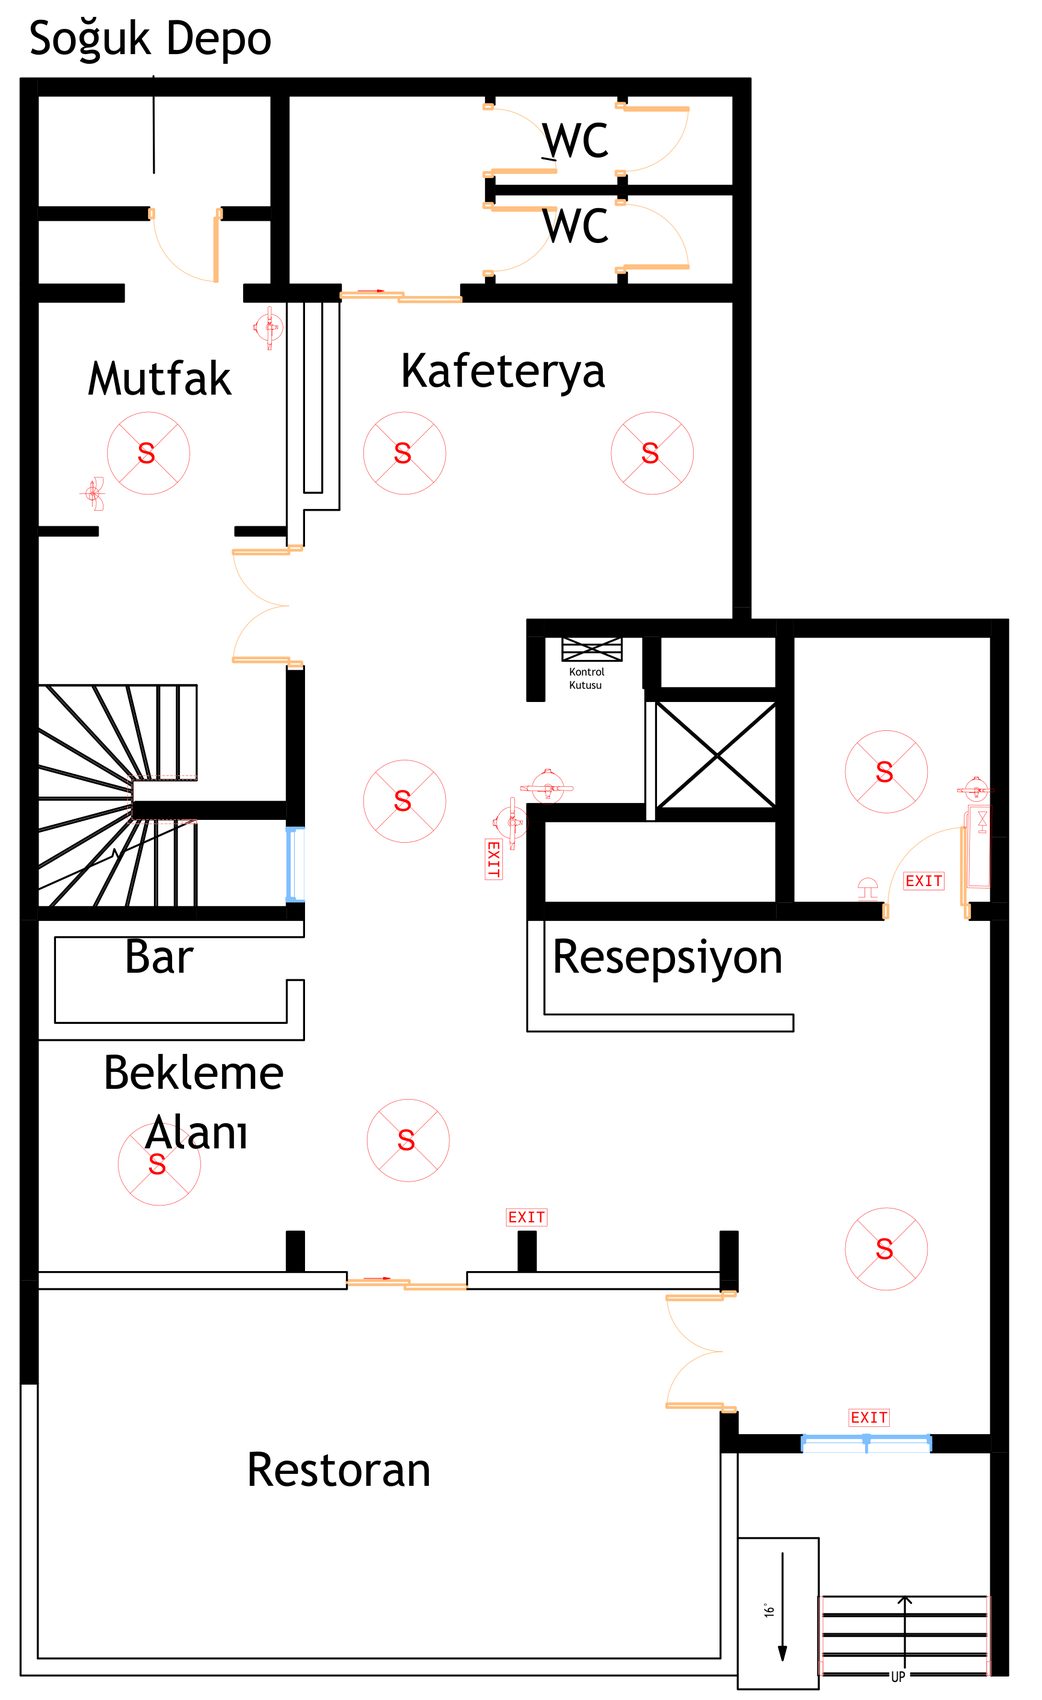 Soğuk Depo
WC
WC
Mutfak
Kafeterya
S
S
S
Kontrol
Kutusu
S
S
EXIT
EXIT
Bar
Resepsiyon
Bekleme
Alanı
S
S
EXIT
S
EXIT
Restoran
16°
UP